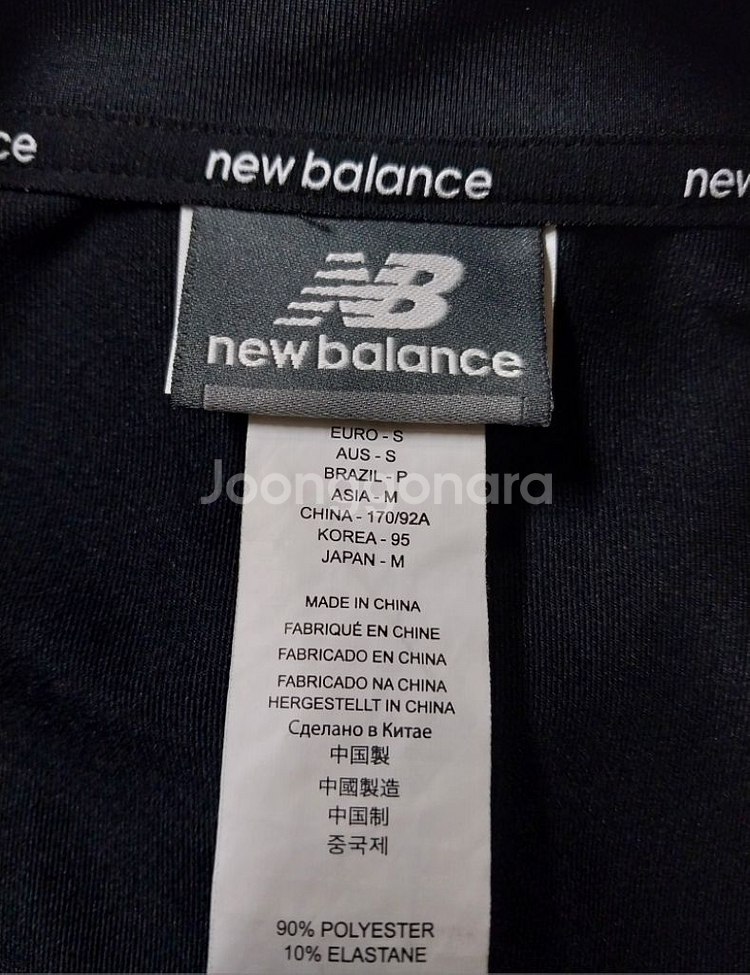 ce new balance new
NB
new balance
EURO - S
AUS - S
BRAZIL - P
ASIA - M
CHINA - 170/92A
KOREA - 95
JAPAN - M
Joonggonara
MADE IN CHINA
FABRIQUÉ EN CHINE
FABRICADO EN CHINA
FABRICADO NA CHINA
HERGESTELLT IN CHINA
Сделано в Китае
中国製
中國製造
中国制
중국제
90% POLYESTER
10% ELASTANE